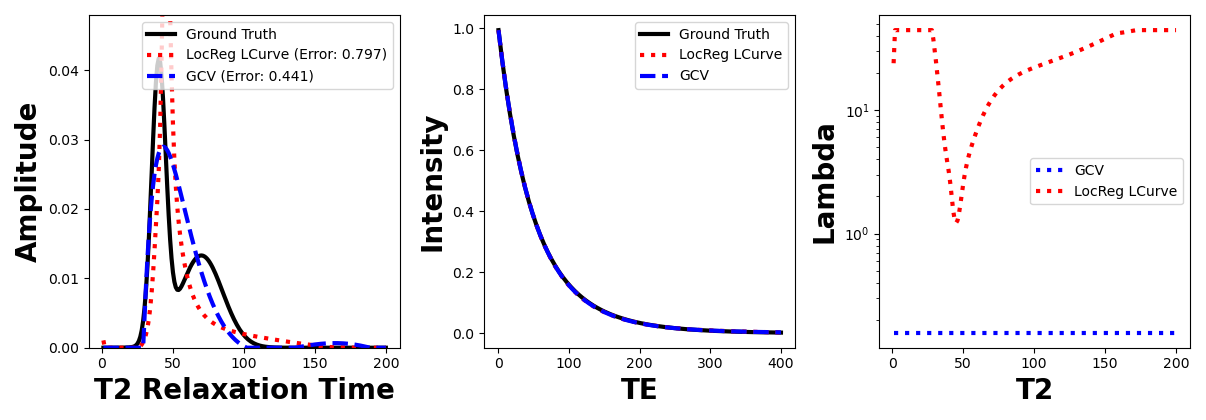 Amplitude
0.04
0.03
0.02
0.01
0.00
Ground Truth
LocReg LCurve (Error: 0.797)
GCV (Error: 0.441)
0 50 100 150 200
T2 Relaxation Time
Intensity
1.0
0.8
0.6
0.4
0.2
0.0
Ground Truth
LocReg LCurve
GCV
0 100 200 300 400
TE
Lambda
10¹
10⁰
GCV
LocReg LCurve
0 50 100 150 200
T2